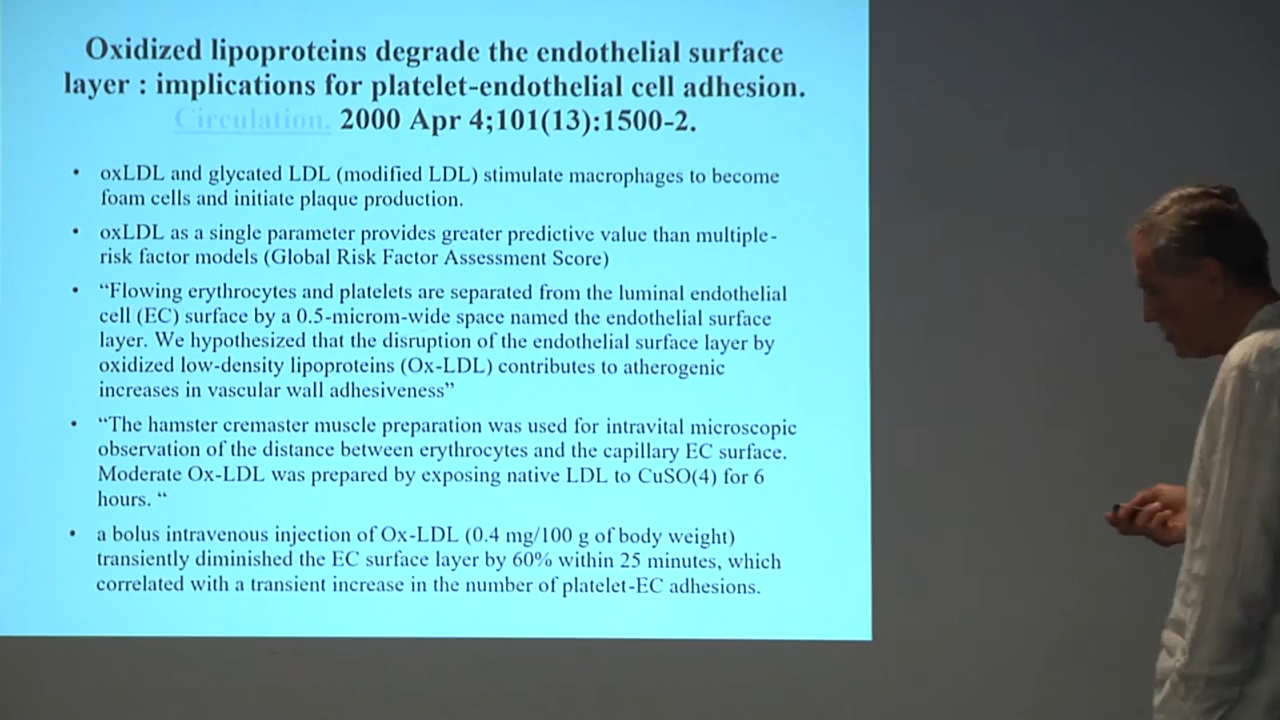 Oxidized lipoproteins degrade the endothelial surface
layer : implications for platelet-endothelial cell adhesion.
Circulation. 2000 Apr 4;101(13):1500-2.
• oxLDL and glycated LDL (modified LDL) stimulate macrophages to become
foam cells and initiate plaque production.
• oxLDL as a single parameter provides greater predictive value than multiple-
risk factor models (Global Risk Factor Assessment Score)
• “Flowing erythrocytes and platelets are separated from the luminal endothelial
cell (EC) surface by a 0.5-microm-wide space named the endothelial surface
layer. We hypothesized that the disruption of the endothelial surface layer by
oxidized low-density lipoproteins (Ox-LDL) contributes to atherogenic
increases in vascular wall adhesiveness”
• “The hamster cremaster muscle preparation was used for intravital microscopic
observation of the distance between erythrocytes and the capillary EC surface.
Moderate Ox-LDL was prepared by exposing native LDL to CuSO(4) for 6
hours. “
• a bolus intravenous injection of Ox-LDL (0.4 mg/100 g of body weight)
transiently diminished the EC surface layer by 60% within 25 minutes, which
correlated with a transient increase in the number of platelet-EC adhesions.